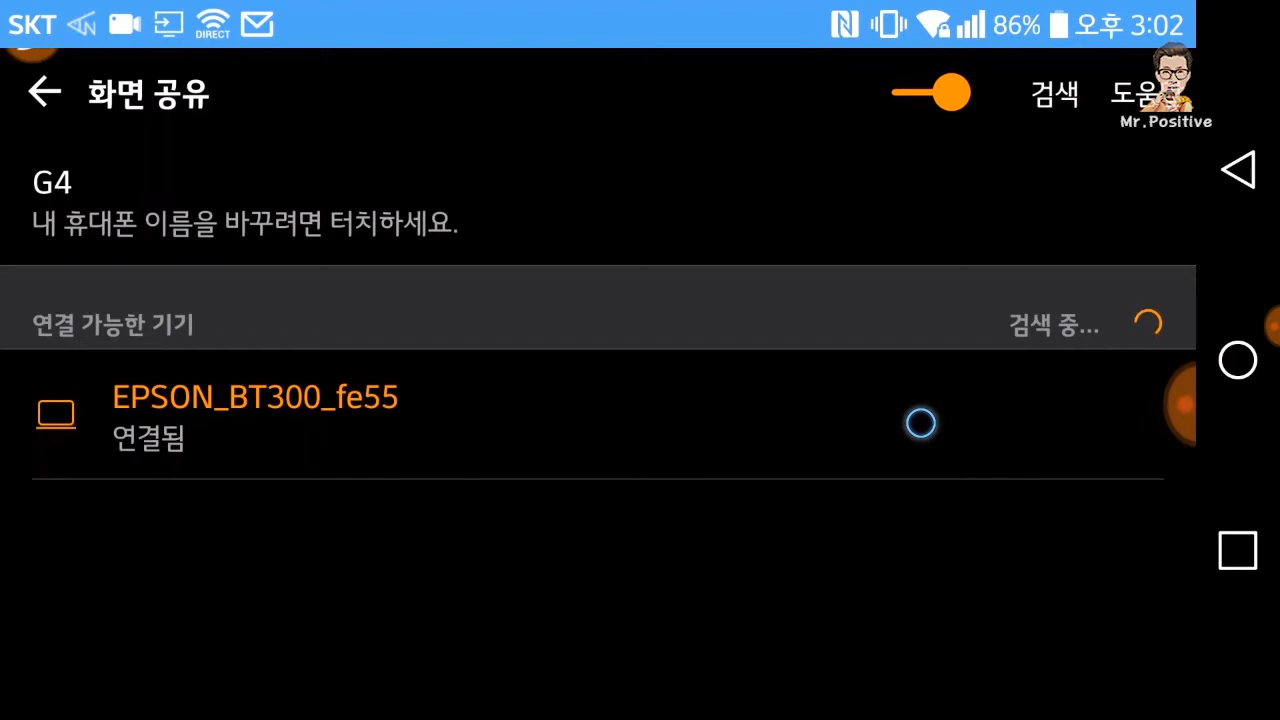 SKT
DIRECT
86%
오후 3:02
화면 공유
검색
Mr.Positive
G4
내 휴대폰 이름을 바꾸려면 터치하세요.
연결 가능한 기기
검색 중...
EPSON_BT300_fe55
연결됨